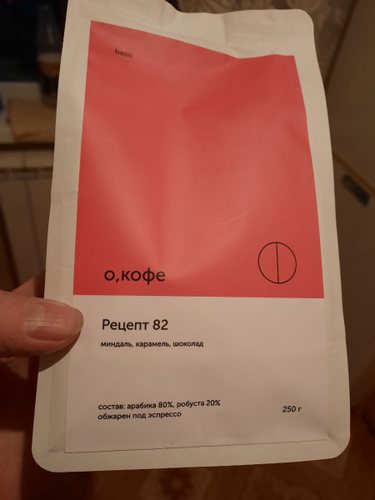 basic
о,кофе
Рецепт 82
миндаль, карамель, шоколад
состав: арабика 80%, робуста 20%
обжарен под эспрессо
250 г